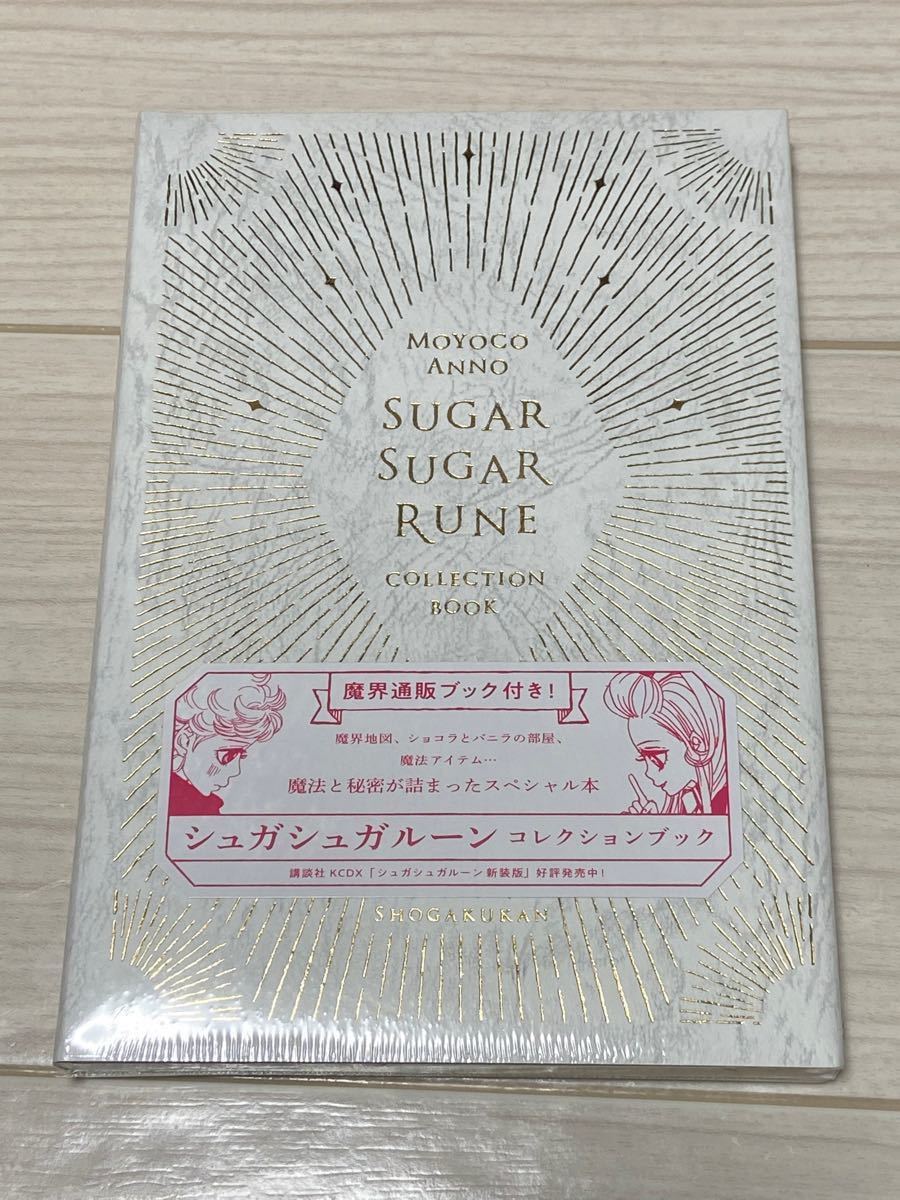 MOYOCO
ANNO
SUGAR
SUGAR
RUNE
COLLECTION
BOOK
魔界通販ブック付き!
魔界地図、ショコラとバニラの部屋、
魔法アイテム…
魔法と秘密が詰まったスペシャル本
シュガシュガルーン コレクションブック
講談社 KCDX「シュガシュガルーン 新装版」好評発売中!
SHOGAKUKAN